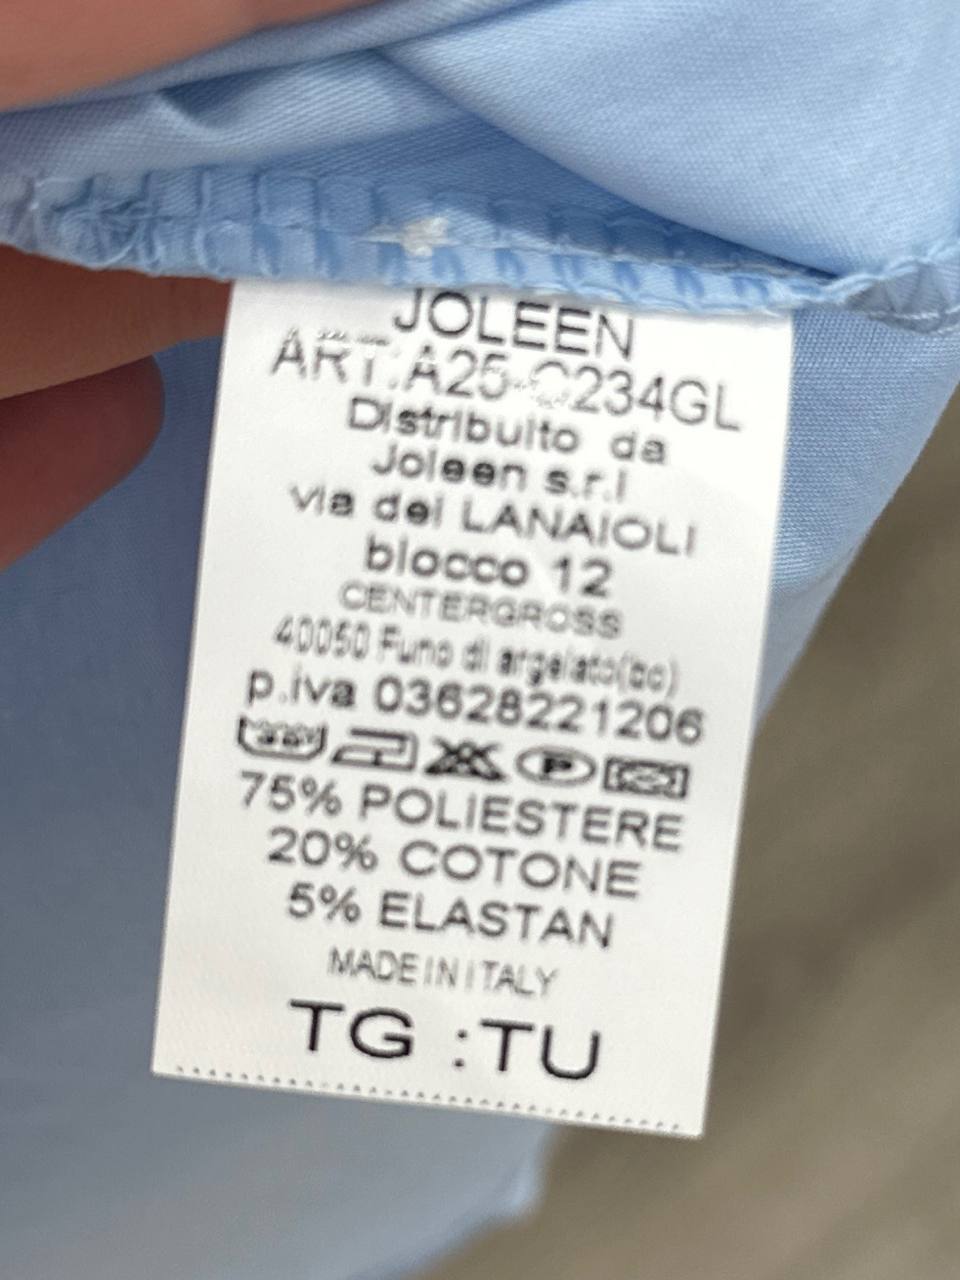 JOLEEN
ART.:A25-C234GL
Distribuito da
Joleen s.r.l
via dei LANAIOLI
blocco 12
CENTERGROSS
40050 Funo di argelato(bo)
p.iva 03628221206
P
75% POLIESTERE
20% COTONE
5% ELASTAN
MADE IN ITALY
TG :TU